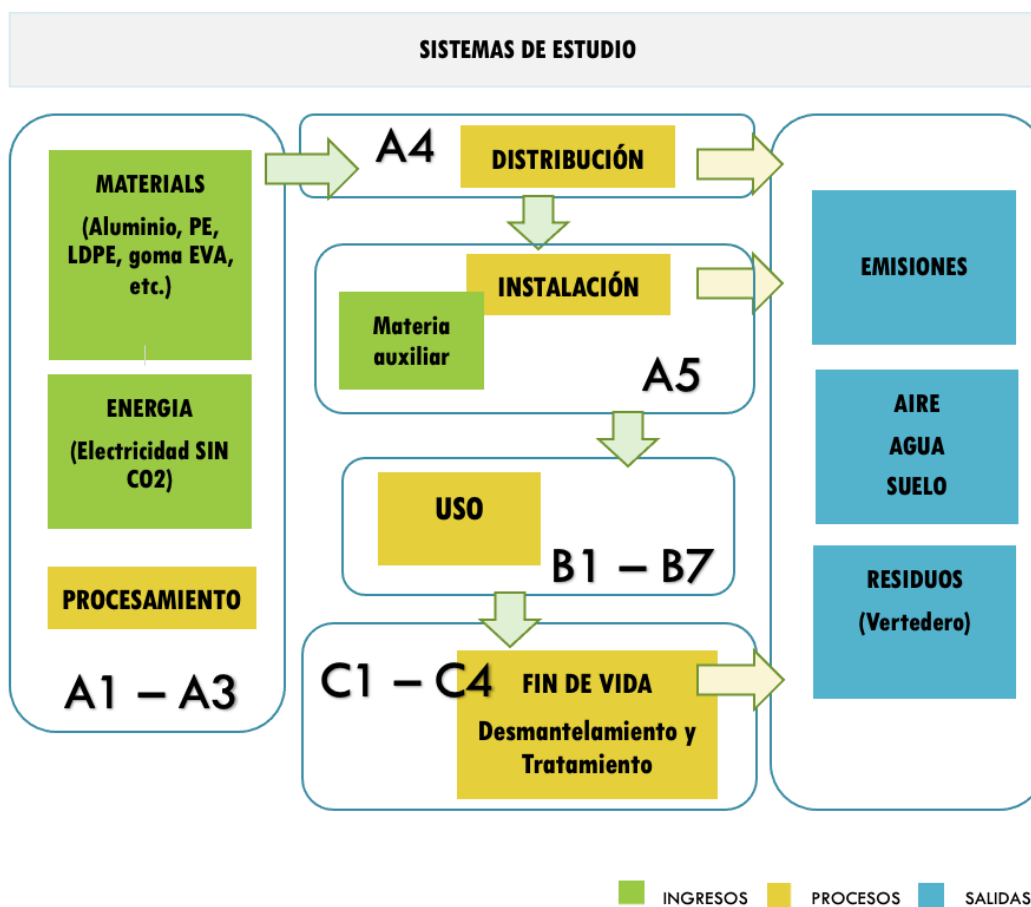 SISTEMAS DE ESTUDIO
MATERIALS
(Aluminio, PE,
LDPE, goma EVA,
etc.)
ENERGIA
(Electricidad SIN
CO2)
PROCESAMIENTO
A1 – A3
A4
DISTRIBUCIÓN
INSTALACIÓN
Materia
auxiliar
A5
USO
B1 – B7
C1 – C4
FIN DE VIDA
Desmantelamiento y
Tratamiento
EMISIONES
AIRE
AGUA
SUELO
RESIDUOS
(Vertedero)
INGRESOS
PROCESOS
SALIDAS